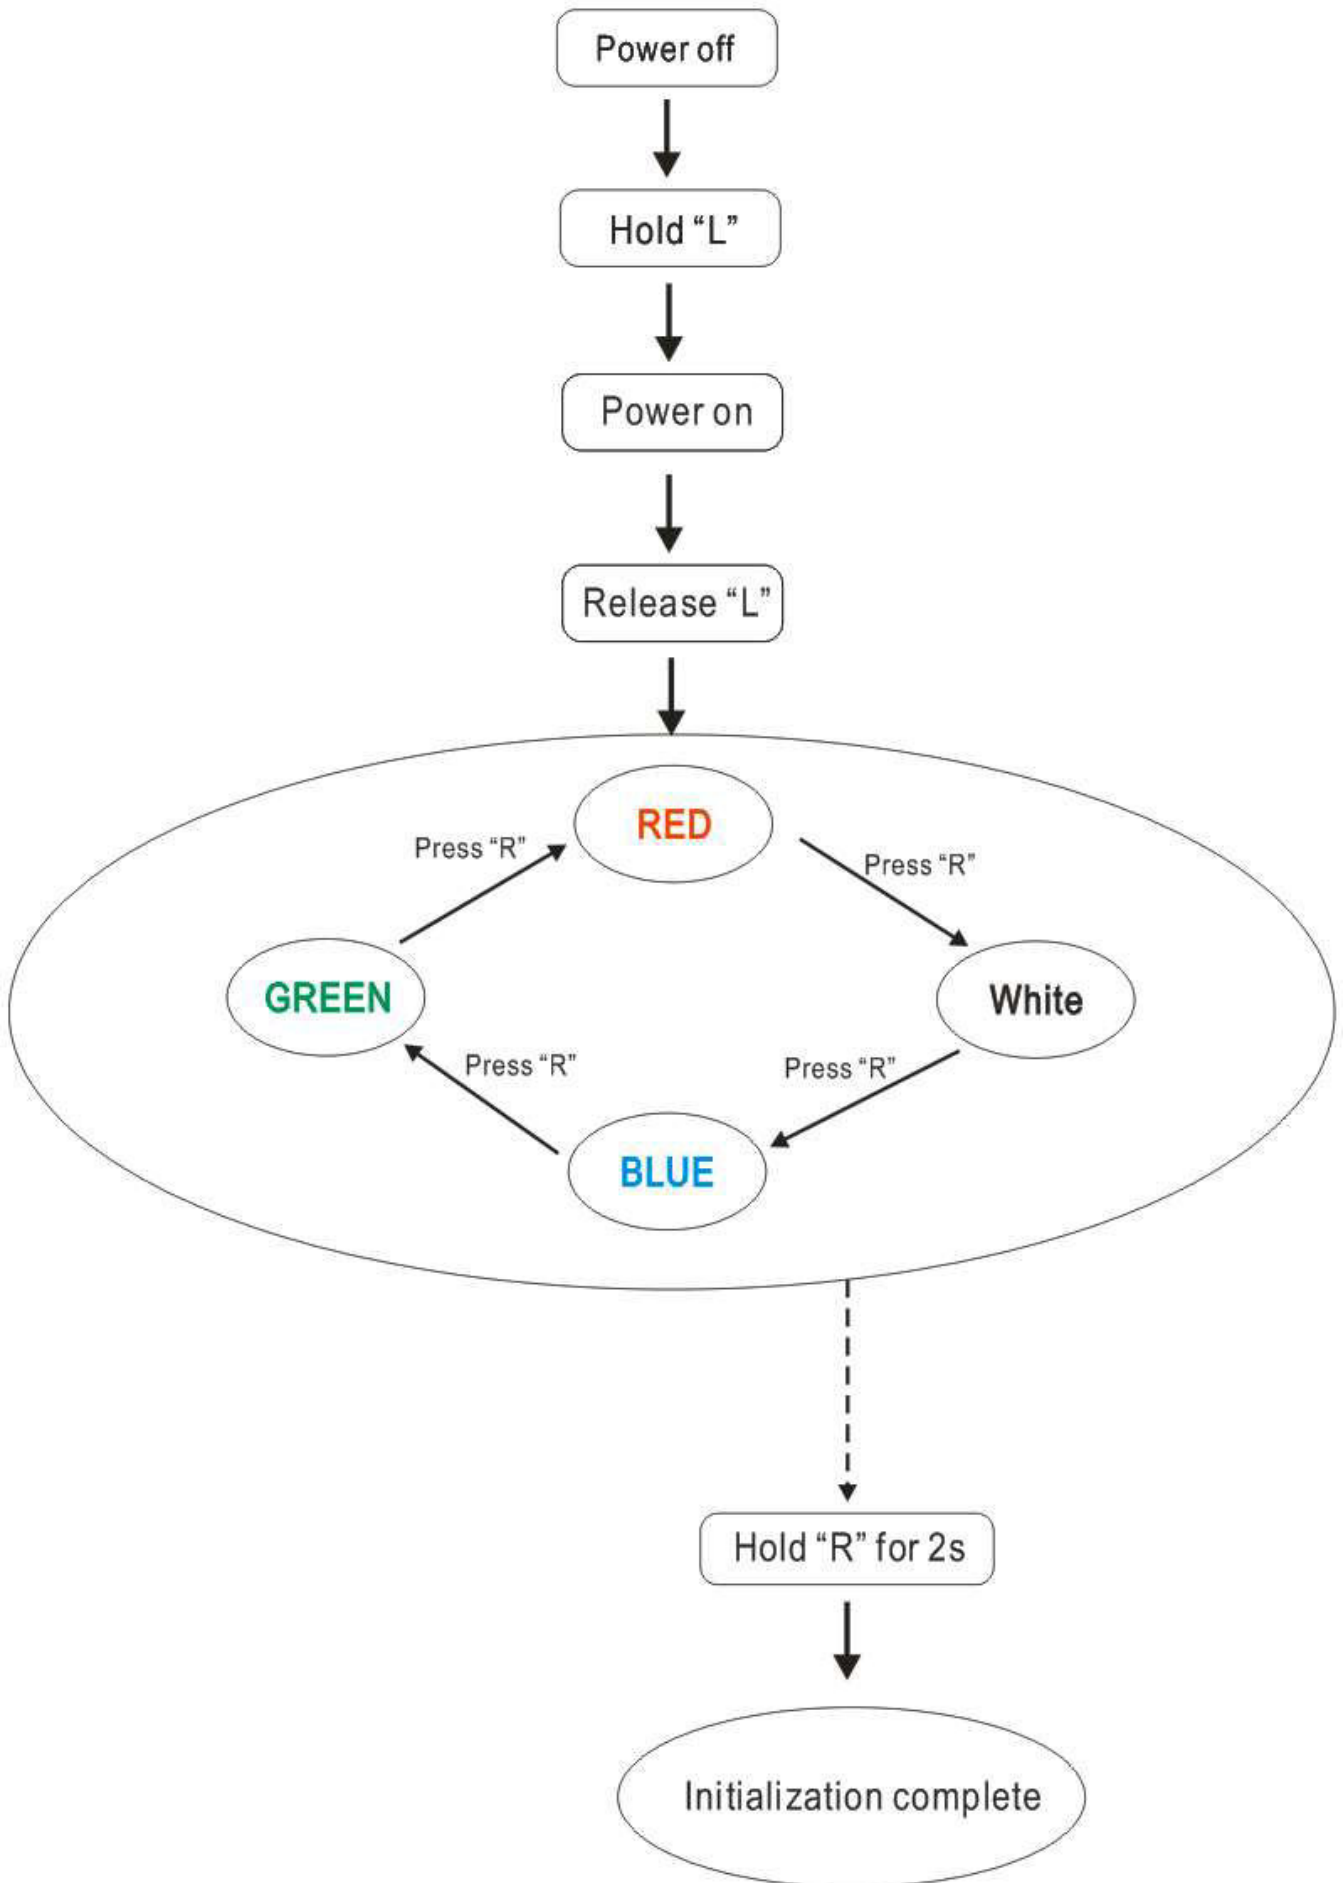 Power off
Hold “L”
Power on
Release “L”
RED
Press “R”
Press “R”
GREEN
White
Press “R”
Press “R”
BLUE
Hold “R” for 2s
Initialization complete